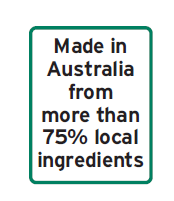 Made in
Australia
from
more than
75% local
ingredients